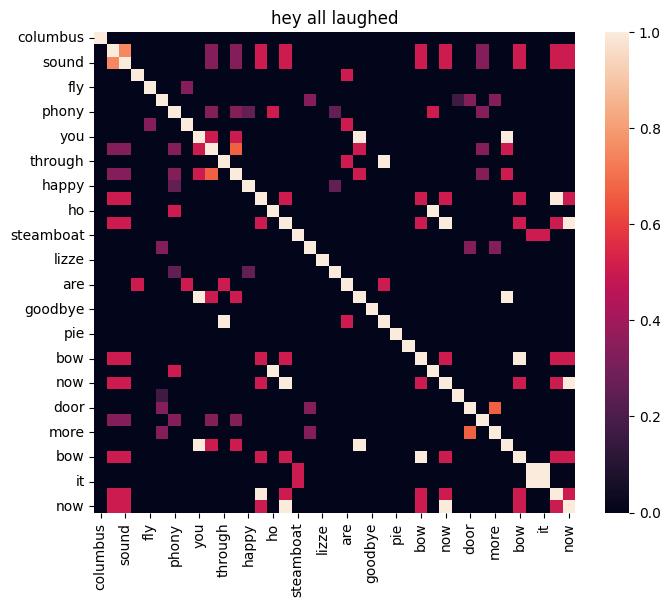 hey all laughed
columbus
sound
fly
phony
you
through
happy
ho
steamboat
lizze
are
goodbye
pie
bow
now
door
more
bow
it
now
1.0
0.8
0.6
0.4
0.2
0.0
columbus
sound
fly
phony
you
through
happy
ho
steamboat
lizze
are
goodbye
pie
bow
now
door
more
bow
it
now